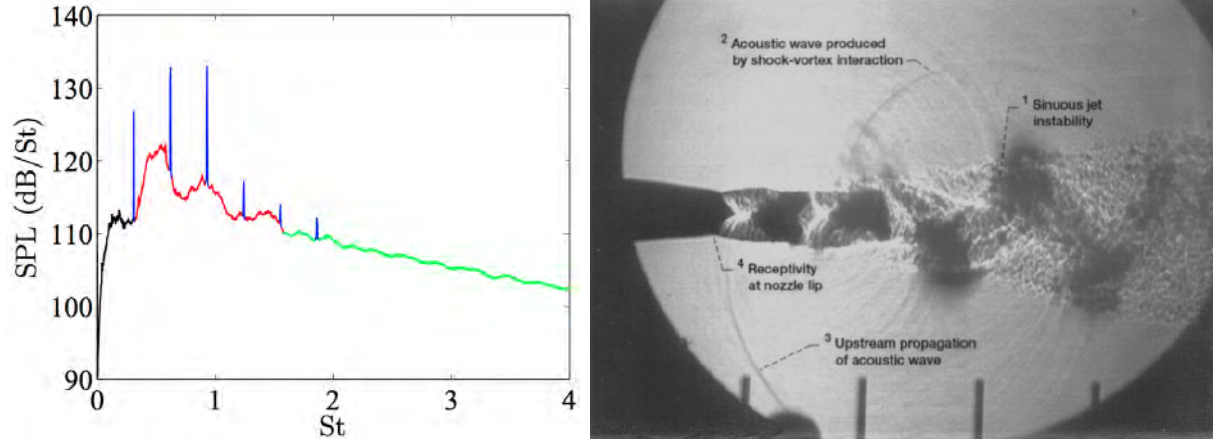 140
130
120
110
100
90
SPL (dB/St)
0
1
2
3
4
St
2 Acoustic wave produced
by shock-vortex interaction
1 Sinuous jet
instability
4 Receptivity
at nozzle lip
3 Upstream propagation
of acoustic wave